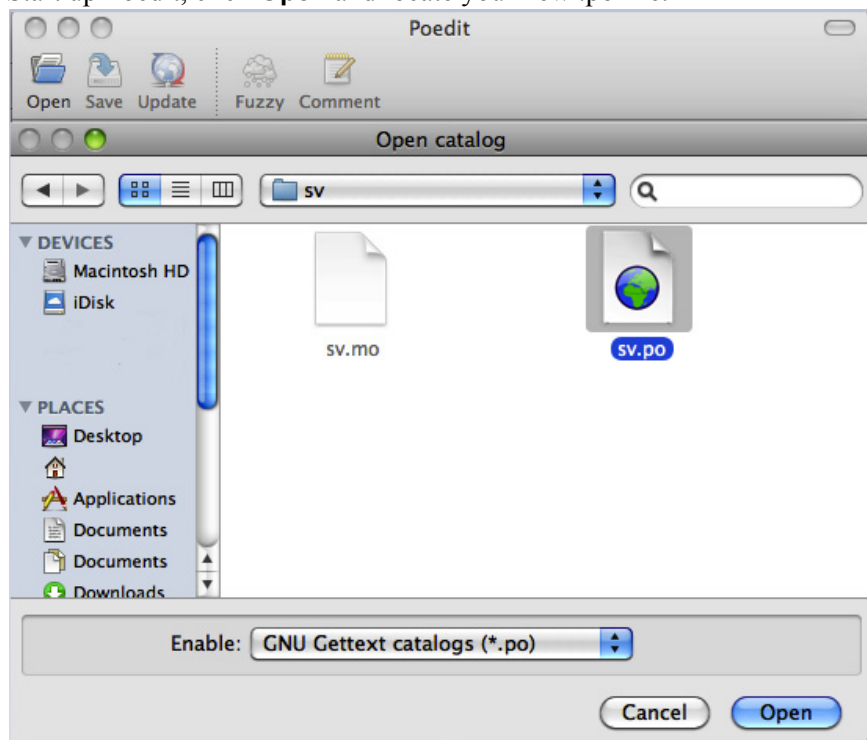 Poedit
Open Save Update Fuzzy Comment
Open catalog
sv
DEVICES
Macintosh HD
iDisk
sv.mo
sv.po
PLACES
Desktop
Applications
Documents
Documents
Downloads
Enable: GNU Gettext catalogs (*.po)
Cancel Open